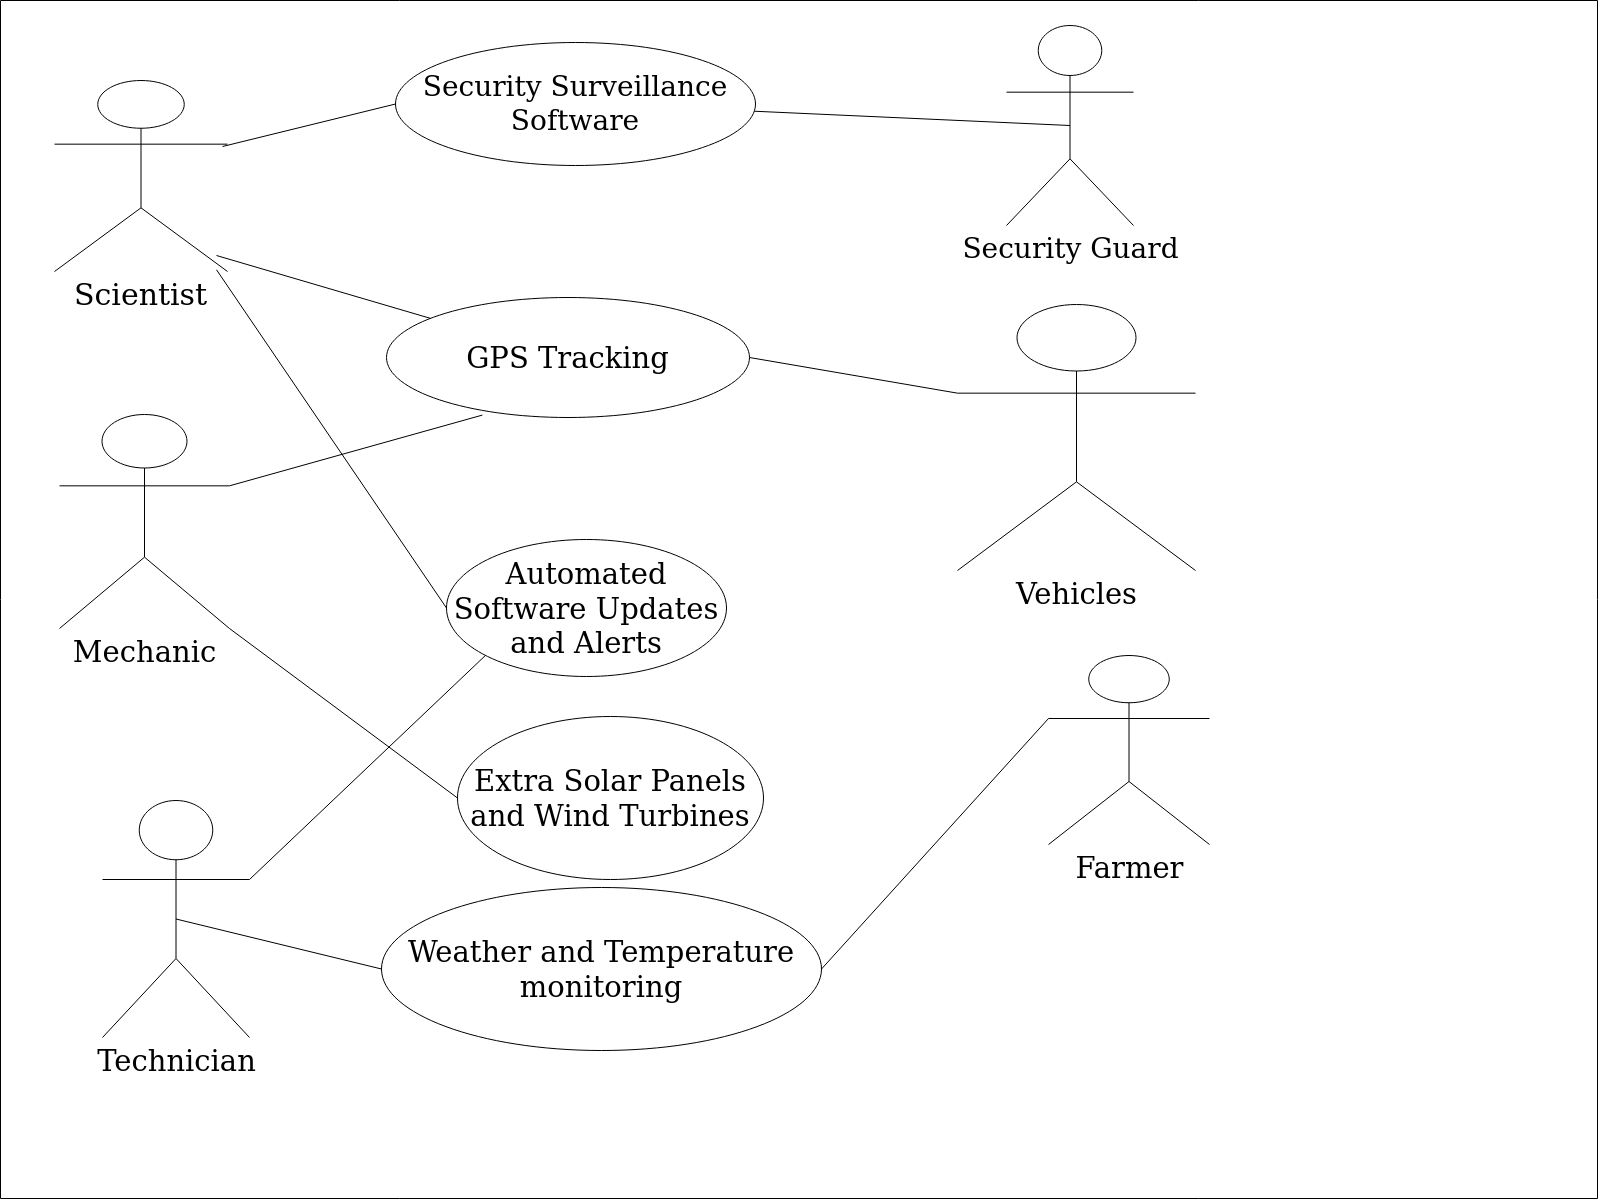 Security Surveillance
Software
Security Guard
Scientist
GPS Tracking
Vehicles
Mechanic
Automated
Software Updates
and Alerts
Extra Solar Panels
and Wind Turbines
Farmer
Weather and Temperature
monitoring
Technician